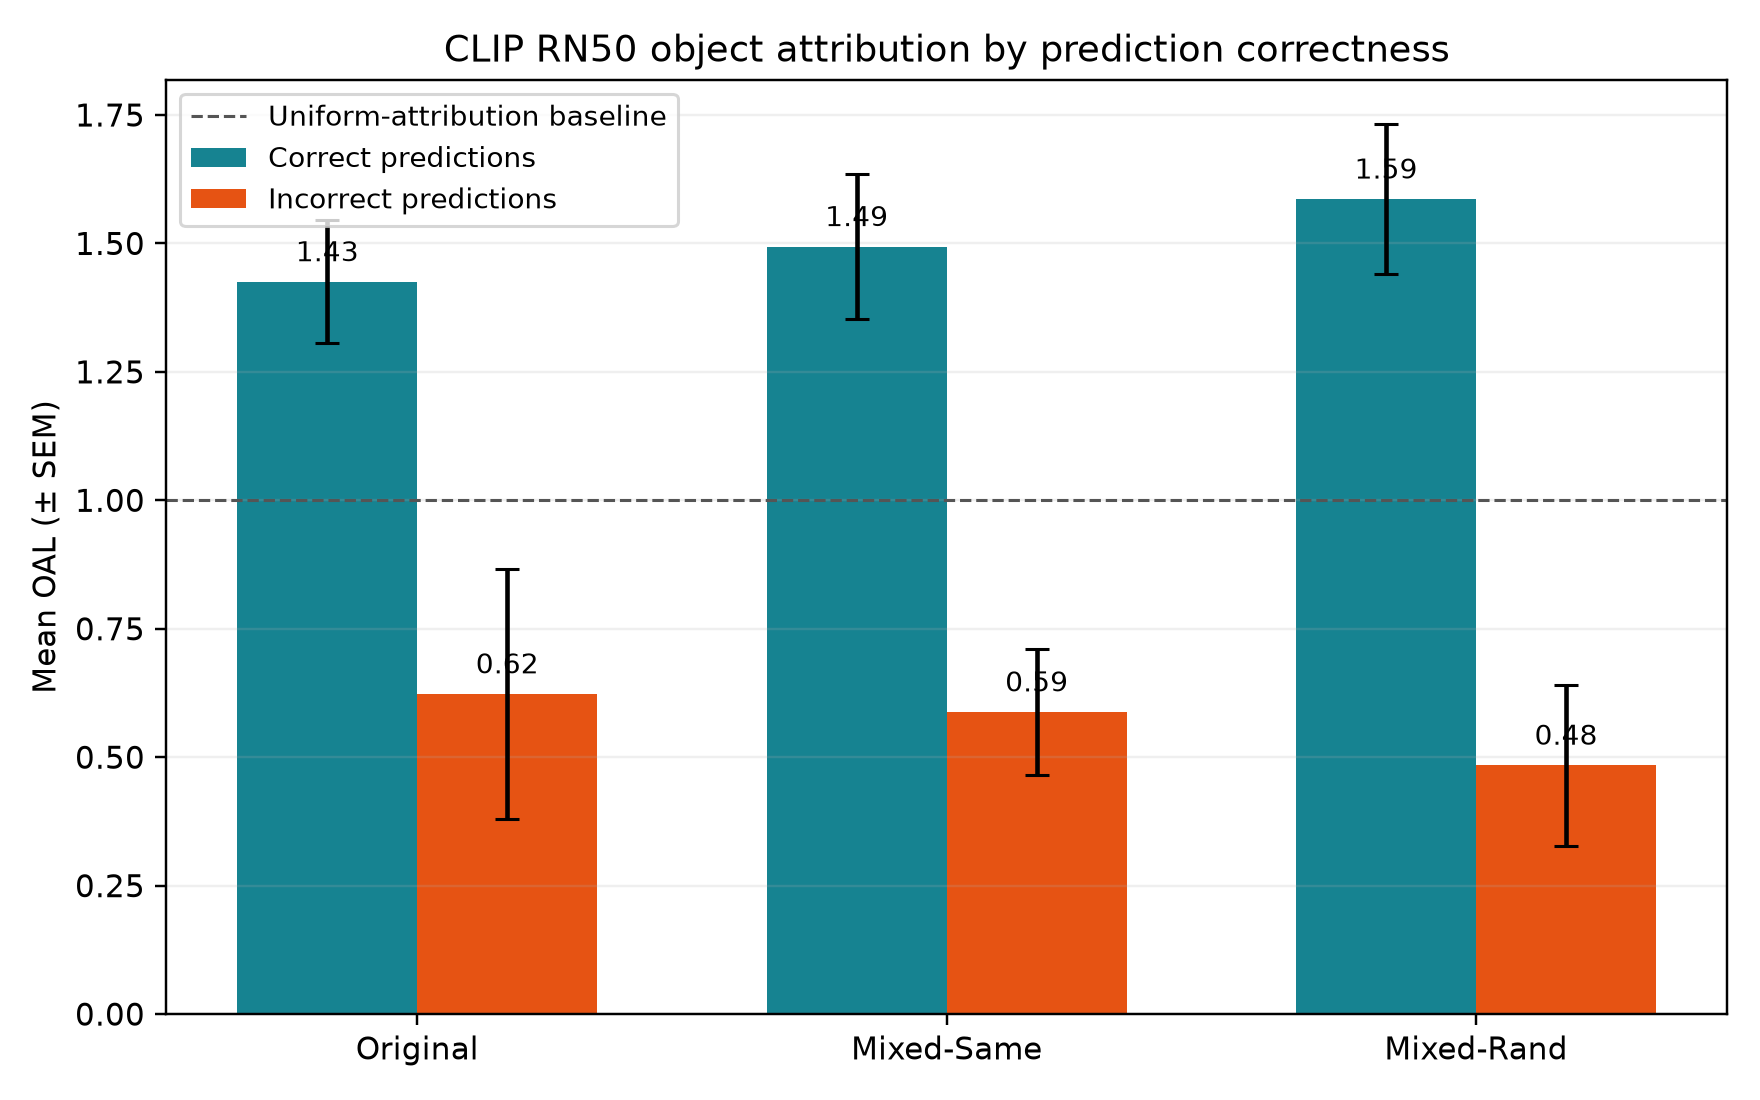 CLIP RN50 object attribution by prediction correctness
Uniform-attribution baseline
Correct predictions
Incorrect predictions
Mean OAL (± SEM)
1.75
1.50
1.25
1.00
0.75
0.50
0.25
0.00
1.43
0.62
1.49
0.59
1.59
0.48
Original
Mixed-Same
Mixed-Rand